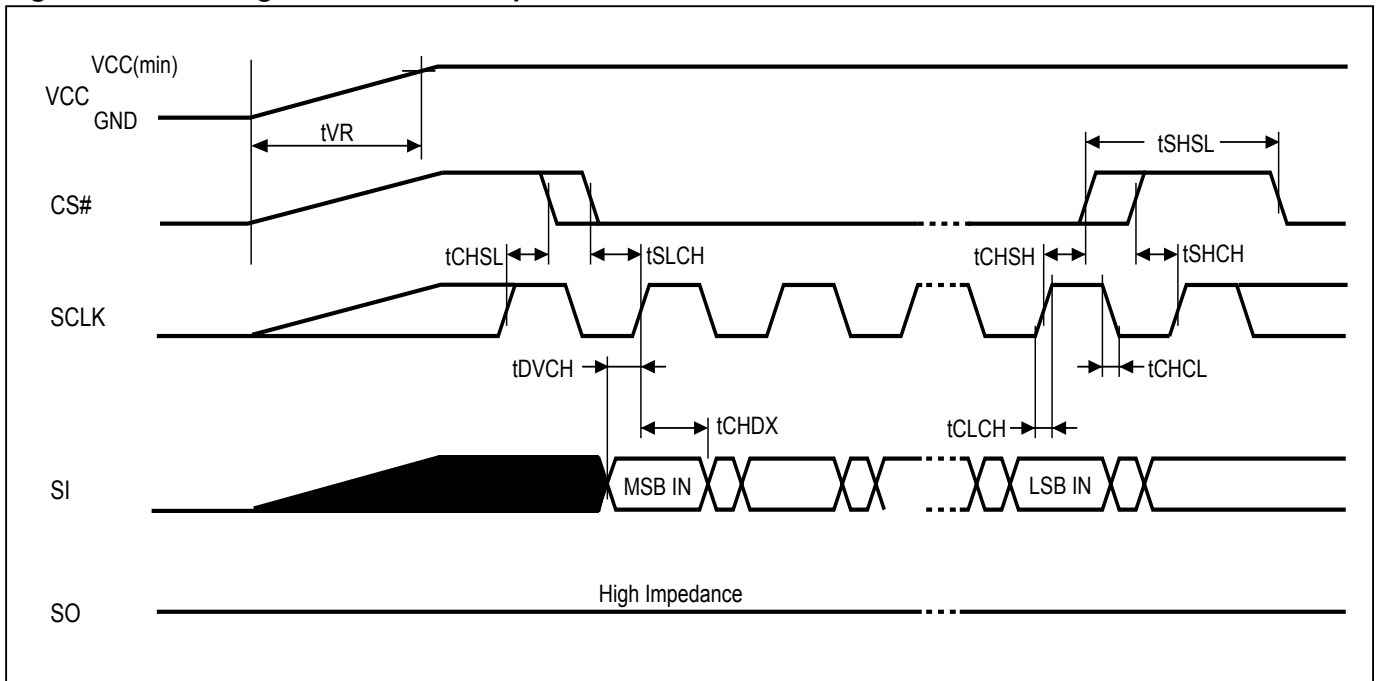 VCC(min)
VCC
GND
tVR
tSHSL
CS#
tCHSL
tSLCH
tCHSH
tSHCH
SCLK
tDVCH
tCHCL
tCHDX
tCLCH
SI
MSB IN
LSB IN
High Impedance
SO